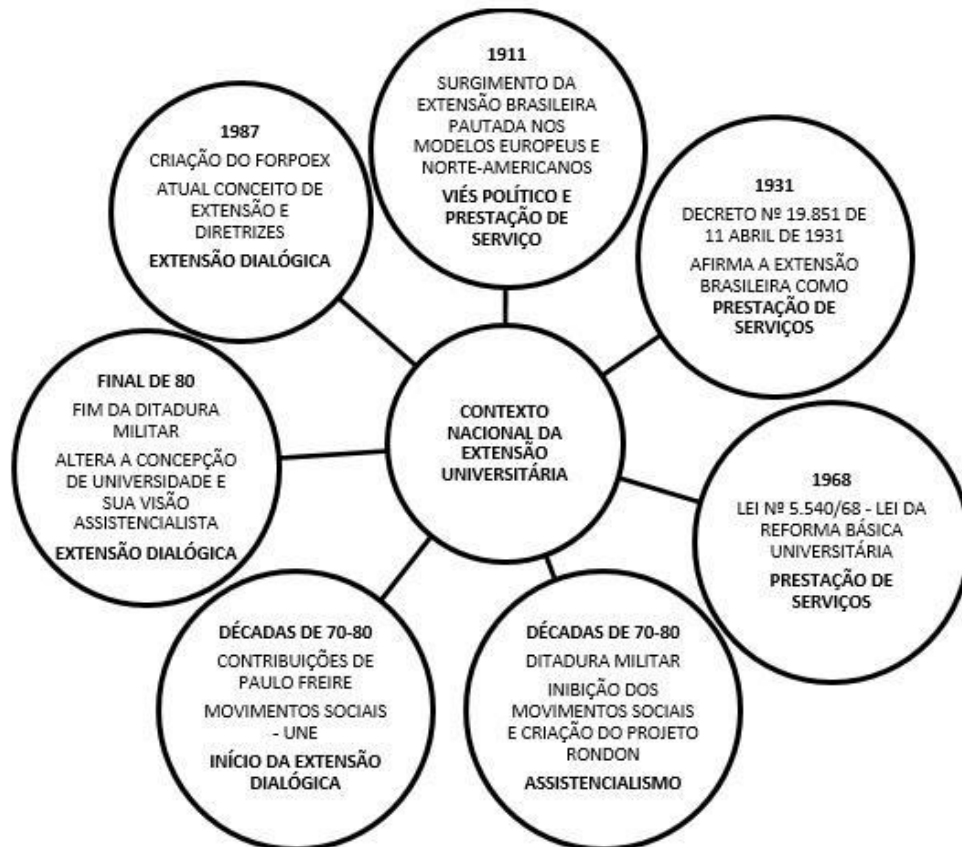 1911
SURGIMENTO DA
EXTENSÃO BRASILEIRA
PAUTADA NOS
MODELOS EUROPEUS E
NORTE-AMERICANOS
VIÉS POLÍTICO E
PRESTAÇÃO DE
SERVIÇO
1931
DECRETO Nº 19.851 DE
11 ABRIL DE 1931
AFIRMA A EXTENSÃO
BRASILEIRA COMO
PRESTAÇÃO DE
SERVIÇOS
1968
LEI Nº 5.540/68 - LEI DA
REFORMA BÁSICA
UNIVERSITÁRIA
PRESTAÇÃO DE
SERVIÇOS
DÉCADAS DE 70-80
DITADURA MILITAR
INIBIÇÃO DOS
MOVIMENTOS SOCIAIS
E CRIAÇÃO DO PROJETO
RONDON
ASSISTENCIALISMO
DÉCADAS DE 70-80
CONTRIBUIÇÕES DE
PAULO FREIRE
MOVIMENTOS SOCIAIS
- UNE
INÍCIO DA EXTENSÃO
DIALÓGICA
FINAL DE 80
FIM DA DITADURA
MILITAR
ALTERA A CONCEPÇÃO
DE UNIVERSIDADE E
SUA VISÃO
ASSISTENCIALISTA
EXTENSÃO DIALÓGICA
1987
CRIAÇÃO DO FORPOEX
ATUAL CONCEITO DE
EXTENSÃO E
DIRETRIZES
EXTENSÃO DIALÓGICA
CONTEXTO
NACIONAL DA
EXTENSÃO
UNIVERSITÁRIA